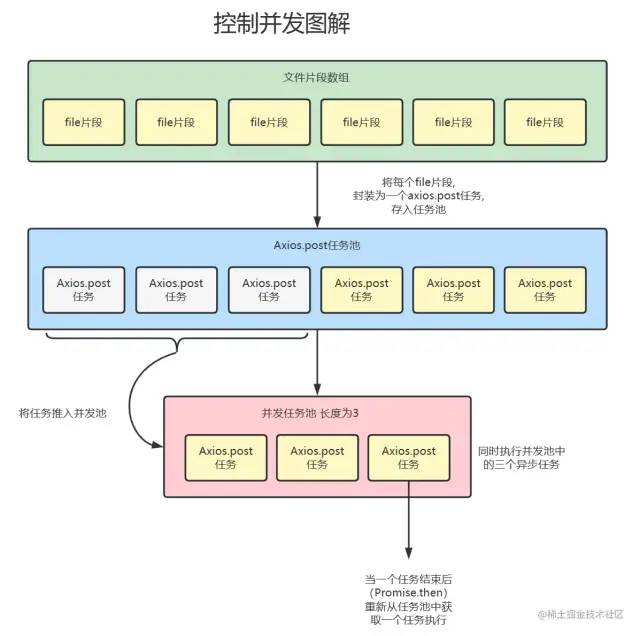 控制并发图解
文件片段数组
file片段
file片段
file片段
file片段
file片段
file片段
将每个file片段,
封装为一个axios.post任务,
存入任务池
Axios.post任务池
Axios.post
任务
Axios.post
任务
Axios.post
任务
Axios.post
任务
Axios.post
任务
Axios.post
任务
将任务推入并发池
并发任务池 长度为3
Axios.post
任务
Axios.post
任务
Axios.post
任务
同时执行并发池中
的三个异步任务
当一个任务结束后
（Promise.then）
重新从任务池中获
取一个任务执行
@稀土掘金技术社区